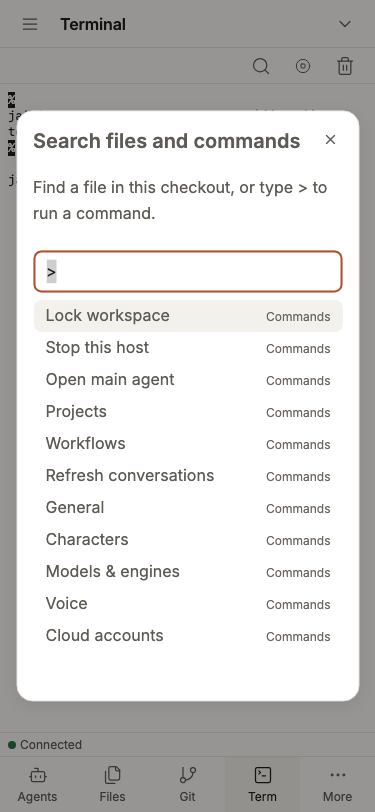 Terminal
Search files and commands
Find a file in this checkout, or type > to
run a command.
>
Lock workspace Commands
Stop this host Commands
Open main agent Commands
Projects Commands
Workflows Commands
Refresh conversations Commands
General Commands
Characters Commands
Models & engines Commands
Voice Commands
Cloud accounts Commands
Connected
Agents Files Git Term More